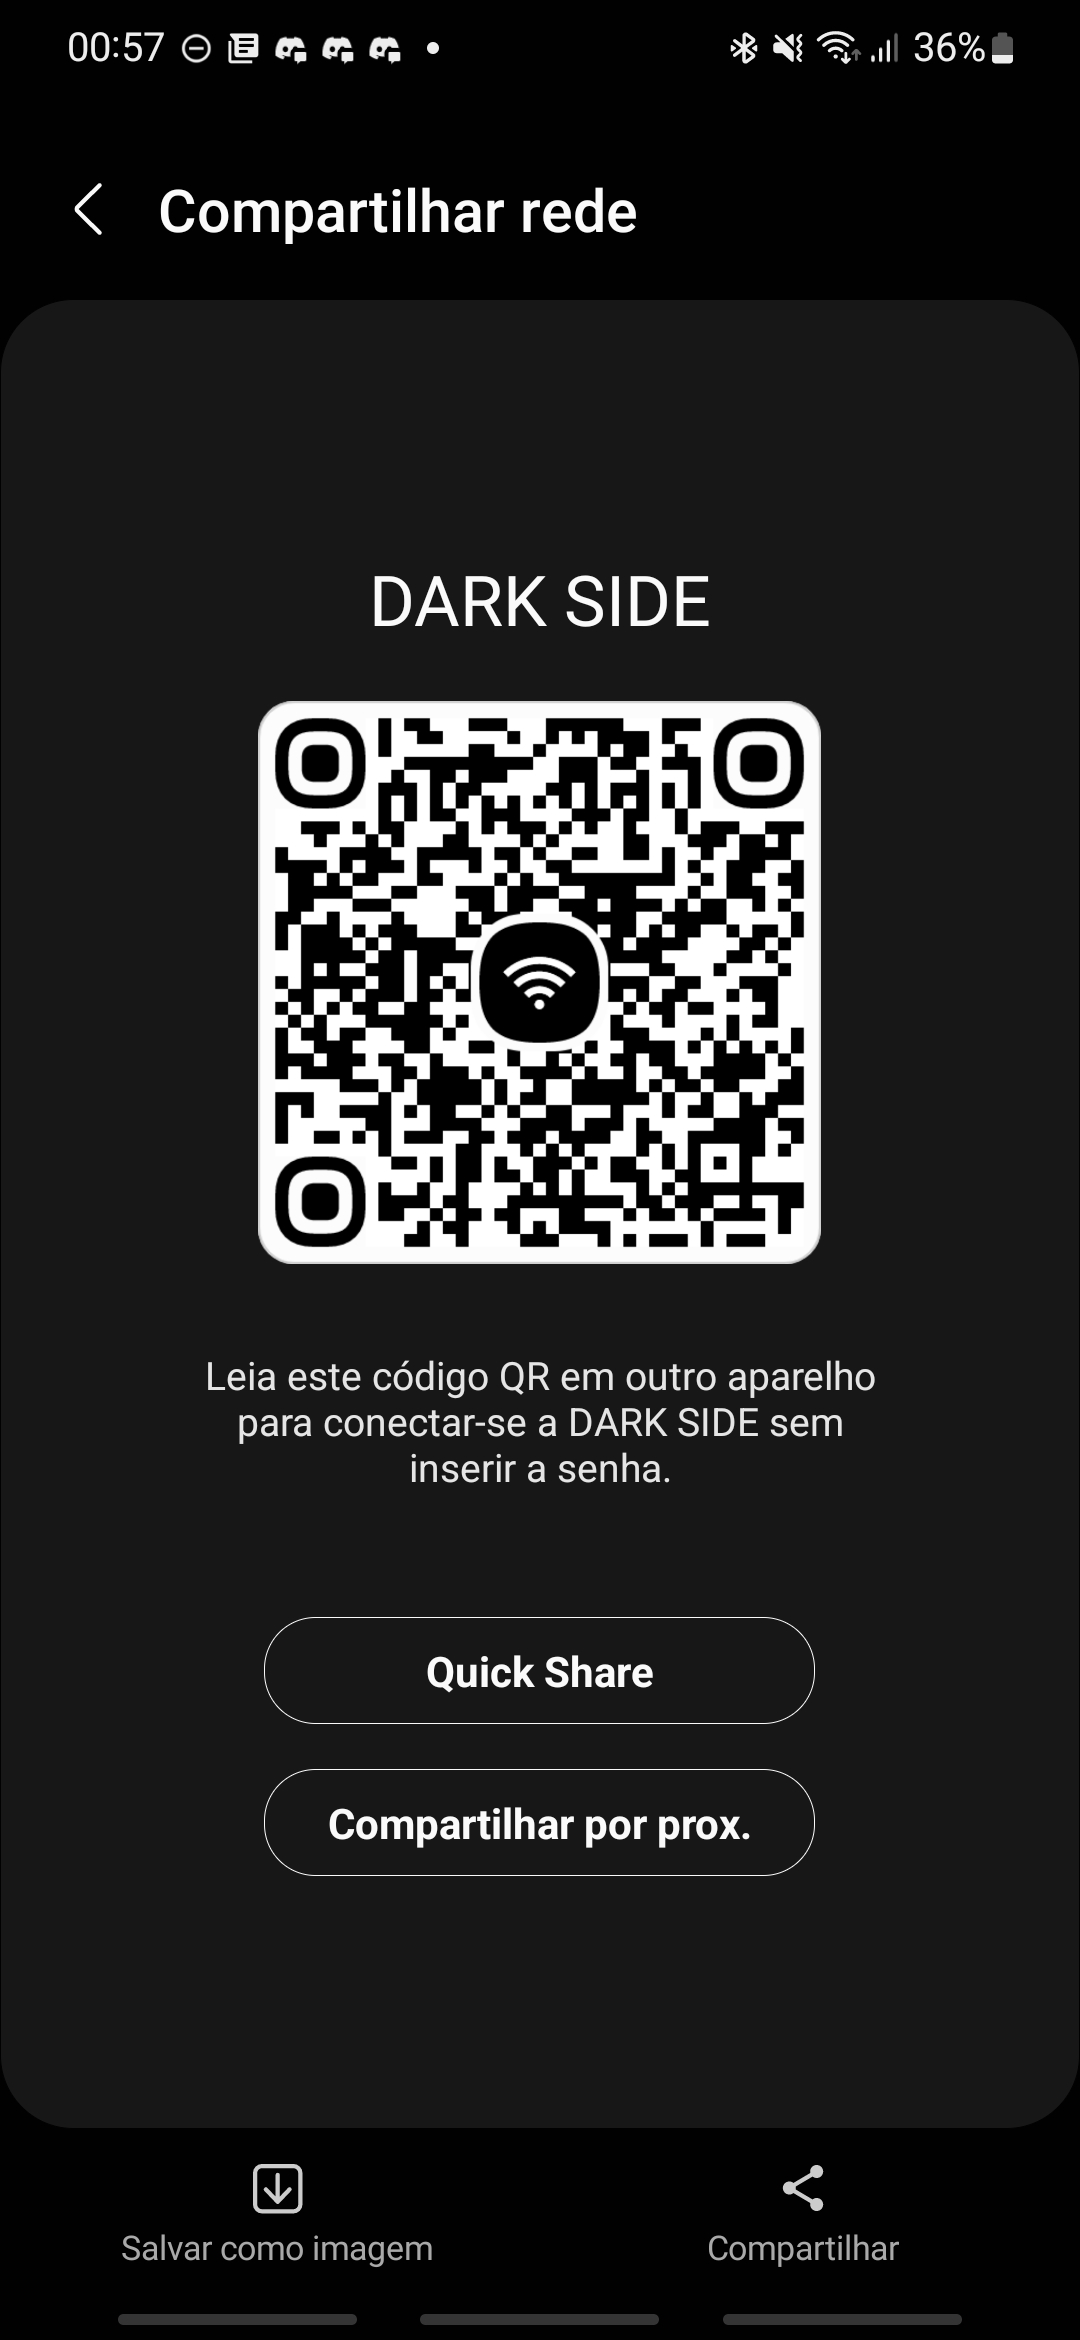 00:57
36%
Compartilhar rede
DARK SIDE
Leia este código QR em outro aparelho
para conectar-se a DARK SIDE sem
inserir a senha.
Quick Share
Compartilhar por prox.
Salvar como imagem
Compartilhar